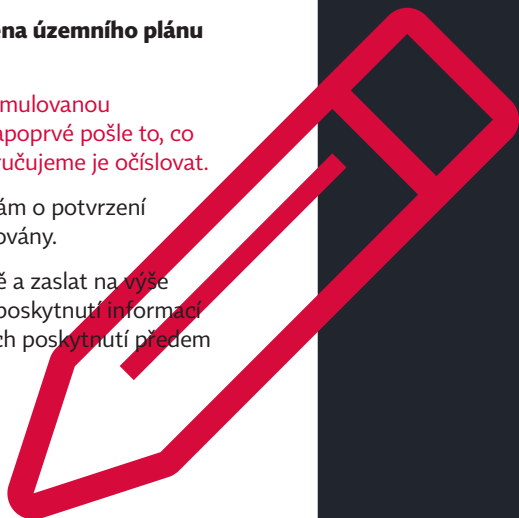 na územního plánu
mulovanou
apoprvé pošle to, co
ručujeme je očíslovat.
ám o potvrzení
ovány.
ě a zaslat na výše
poskytnutí informací
ch poskytnutí předem